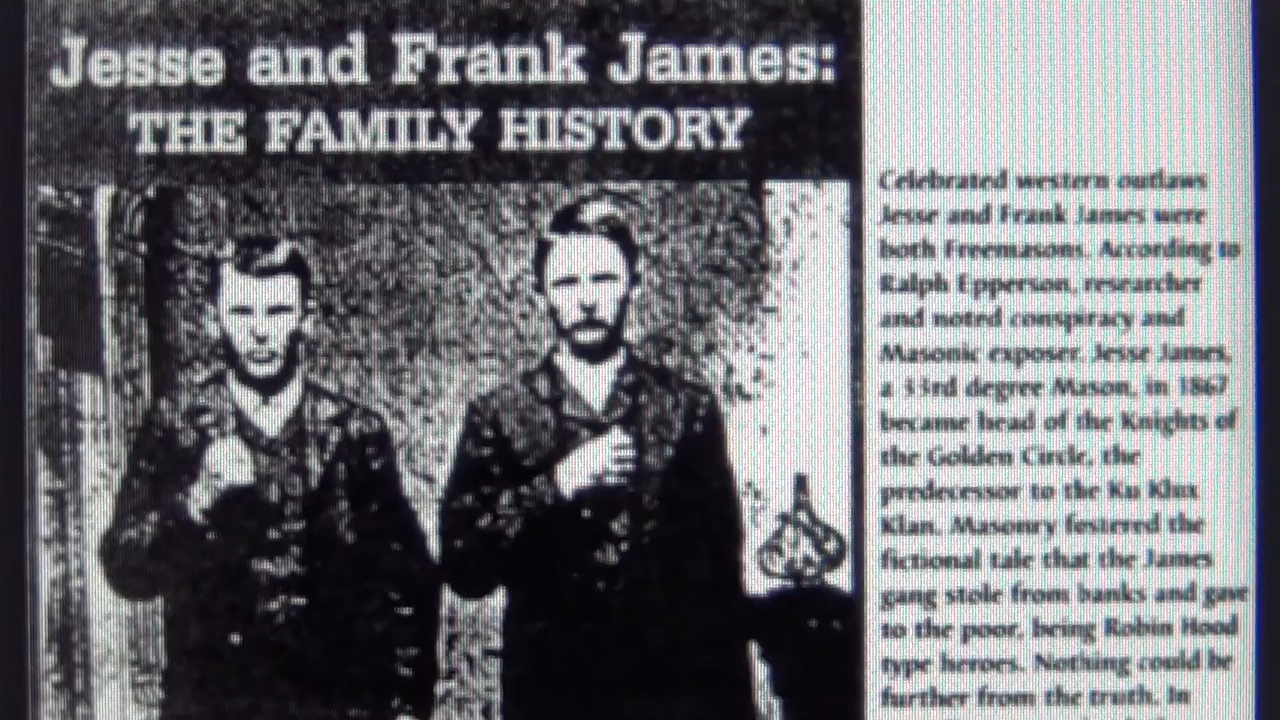 Jesse and Frank James:
THE FAMILY HISTORY
Celebrated western outlaws
Jesse and Frank James were
both Freemasons. According to
Ralph Epperson, researcher
and noted conspiracy and
Masonic exposer, Jesse James,
a 33rd degree Mason, in 1867
became head of the Knights of
the Golden Circle, the
predecessor to the Ku Klux
Klan. Masonry festered the
fictional tale that the James
gang stole from banks and gave
to the poor, being Robin Hood
type heroes. Nothing could be
further from the truth. In